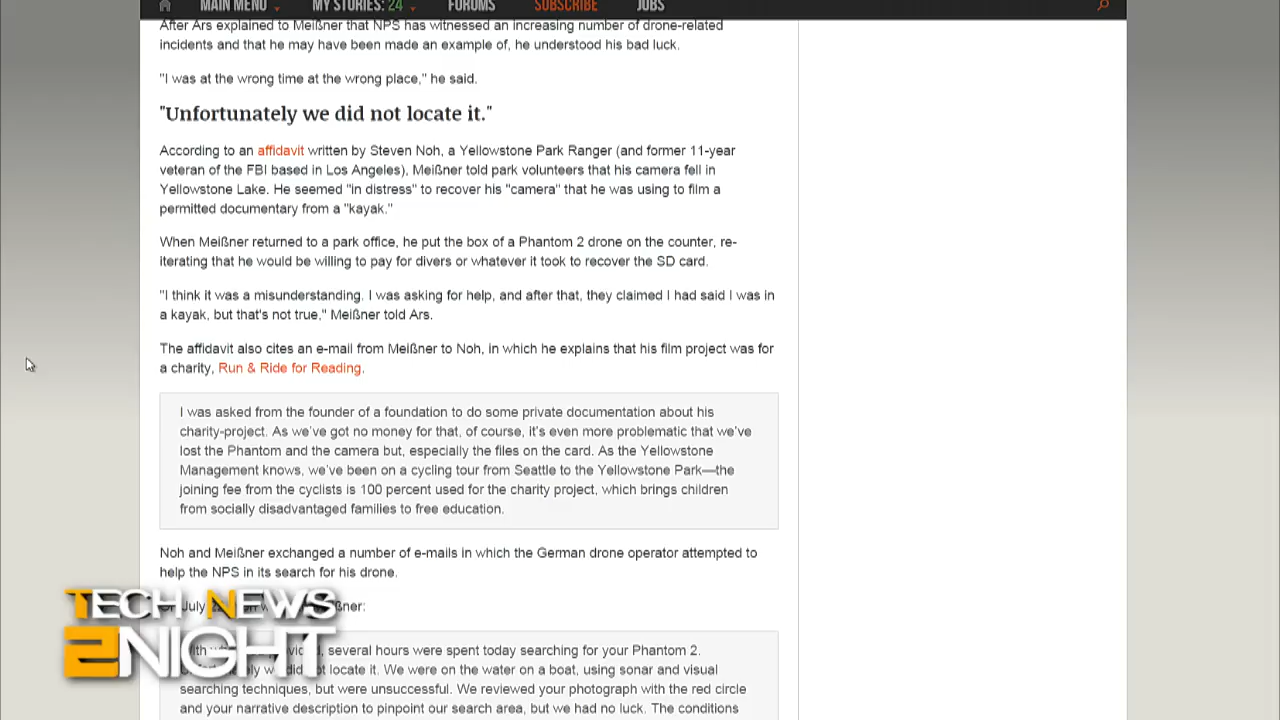 MAIN MENU MY STORIES: 24 FORUMS SUBSCRIBE JOBS
After Ars explained to Meißner that NPS has witnessed an increasing number of drone-related
incidents and that he may have been made an example of, he understood his bad luck.
"I was at the wrong time at the wrong place," he said.
"Unfortunately we did not locate it."
According to an affidavit written by Steven Noh, a Yellowstone Park Ranger (and former 11-year
veteran of the FBI based in Los Angeles), Meißner told park volunteers that his camera fell in
Yellowstone Lake. He seemed "in distress" to recover his "camera" that he was using to film a
permitted documentary from a "kayak."
When Meißner returned to a park office, he put the box of a Phantom 2 drone on the counter, re-
iterating that he would be willing to pay for divers or whatever it took to recover the SD card.
"I think it was a misunderstanding. I was asking for help, and after that, they claimed I had said I was in
a kayak, but that's not true," Meißner told Ars.
The affidavit also cites an e-mail from Meißner to Noh, in which he explains that his film project was for
a charity, Run & Ride for Reading.
I was asked from the founder of a foundation to do some private documentation about his
charity-project. As we've got no money for that, of course, it's even more problematic that we've
lost the Phantom and the camera but, especially the files on the card. As the Yellowstone
Management knows, we've been on a cycling tour from Seattle to the Yellowstone Park—the
joining fee from the cyclists is 100 percent used for the charity project, which brings children
from socially disadvantaged families to free education.
Noh and Meißner exchanged a number of e-mails in which the German drone operator attempted to
help the NPS in its search for his drone.
July
TECH NEWS
2NIGHT
several hours were spent today searching for your Phantom 2.
did not locate it. We were on the water on a boat, using sonar and visual
searching techniques, but were unsuccessful. We reviewed your photograph with the red circle
and your narrative description to pinpoint our search area, but we had no luck. The conditions